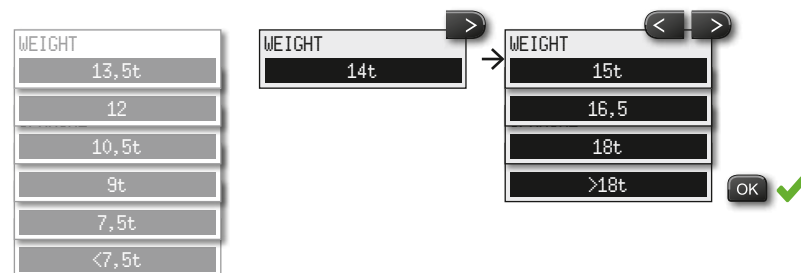 WEIGHT
13,5t
12
10,5t
9t
7,5t
<7,5t
>
WEIGHT
14t
< >
WEIGHT
15t
16,5
18t
>18t
OK